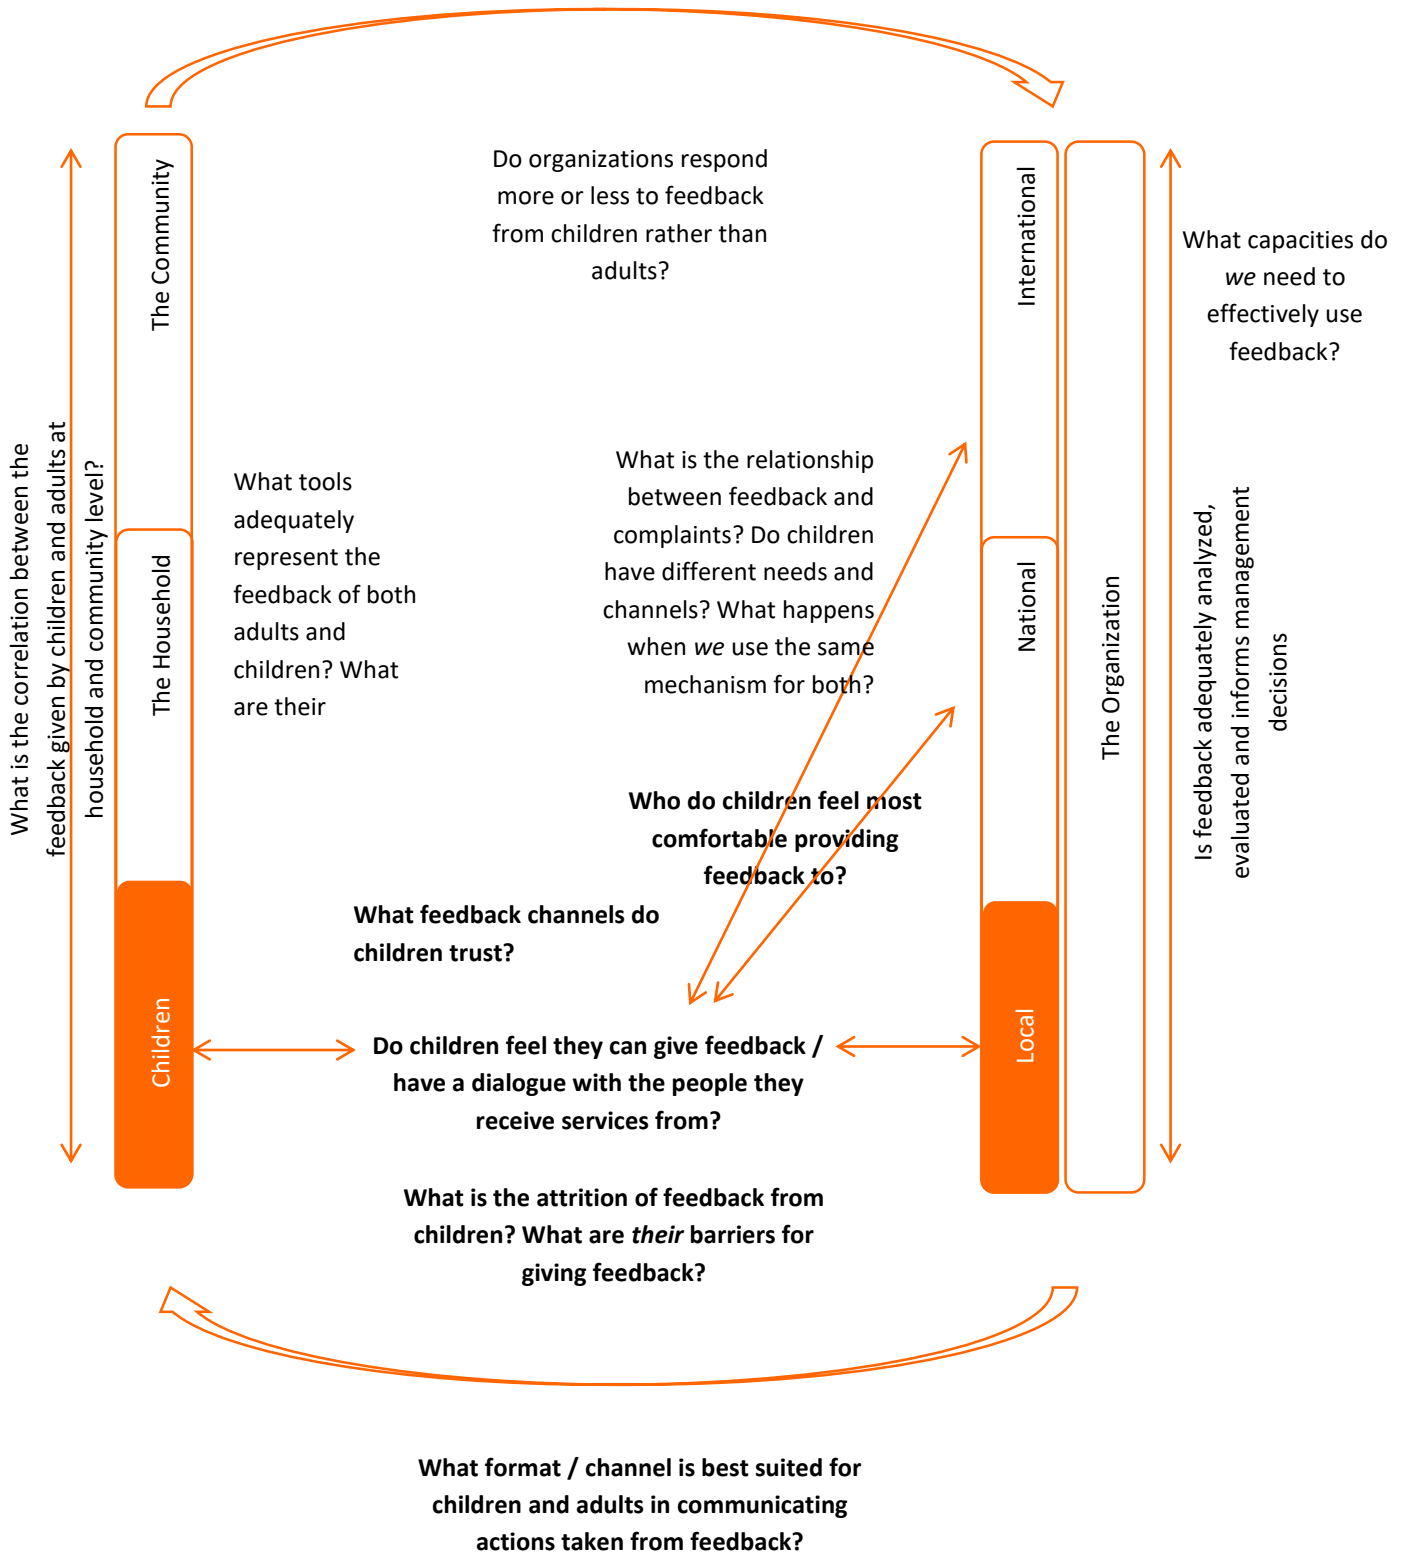 Do organizations respond
more or less to feedback
from children rather than
adults?
The Community
International
What capacities do
we need to
effectively use
feedback?
What is the correlation between the
feedback given by children and adults at
household and community level?
What tools
adequately
represent the
feedback of both
adults and
children? What
are their
What is the relationship
between feedback and
complaints? Do children
have different needs and
channels? What happens
when we use the same
mechanism for both?
The Household
National
The Organization
Is feedback adequately analyzed,
evaluated and informs management
decisions
Who do children feel most
comfortable providing
feedback to?
What feedback channels do
children trust?
Children
Local
Do children feel they can give feedback /
have a dialogue with the people they
receive services from?
What is the attrition of feedback from
children? What are their barriers for
giving feedback?
What format / channel is best suited for
children and adults in communicating
actions taken from feedback?